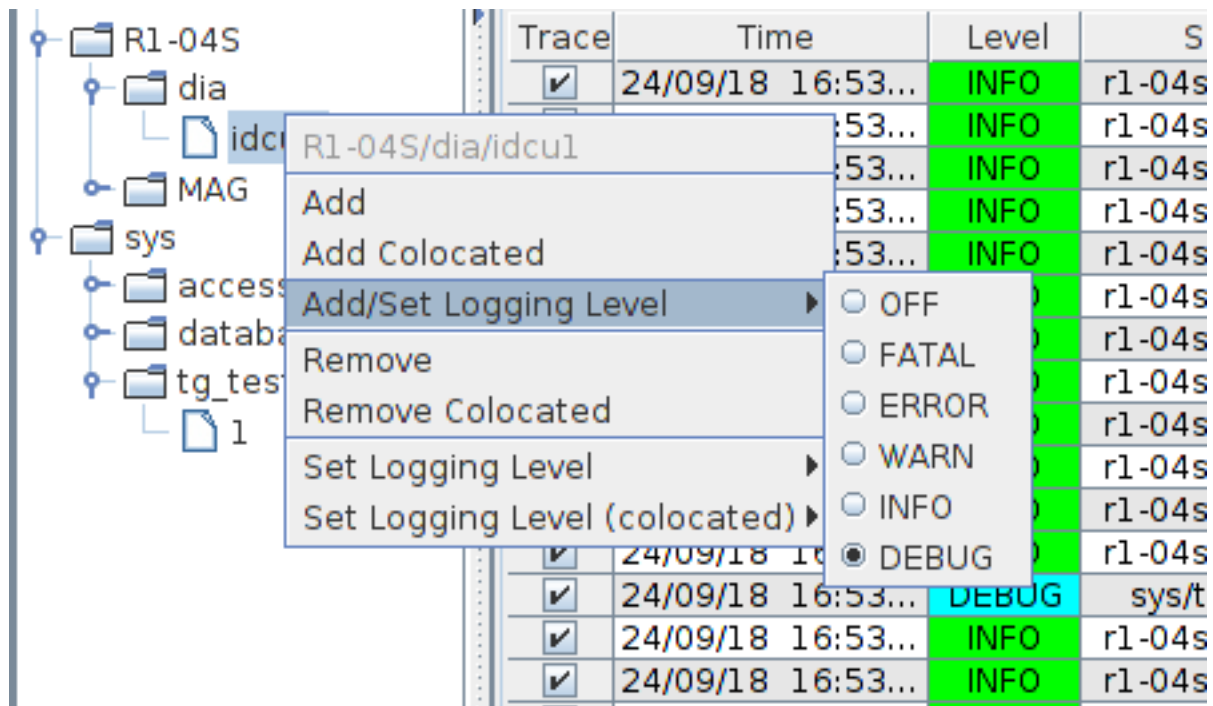 R1-04S
dia
MAG
sys
tg_test
1
R1-04S/dia/idcu1
Add
Add Colocated
Add/Set Logging Level
Remove
Remove Colocated
Set Logging Level
Set Logging Level (colocated)
OFF
FATAL
ERROR
WARN
INFO
DEBUG
Trace Time Level S
24/09/18 16:53... INFO r1-04s
:53... INFO r1-04s
:53... INFO r1-04s
:53... INFO r1-04s
:53... INFO r1-04s
r1-04s
r1-04s
r1-04s
r1-04s
r1-04s
r1-04s
24/09/18 r1-04s
24/09/18 16:53... DEBUG sys/t
24/09/18 16:53... INFO r1-04s
24/09/18 16:53... INFO r1-04s